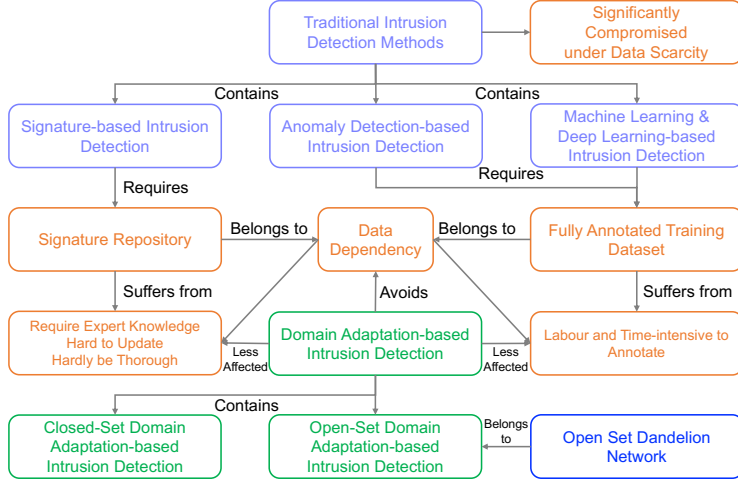 Traditional Intrusion
Detection Methods
Significantly
Compromised
under Data Scarcity
Contains
Contains
Signature-based Intrusion
Detection
Anomaly Detection-based
Intrusion Detection
Machine Learning &
Deep Learning-based
Intrusion Detection
Requires
Requires
Signature Repository
Belongs to
Data
Dependency
Belongs to
Fully Annotated Training
Dataset
Suffers from
Avoids
Suffers from
Require Expert Knowledge
Hard to Update
Hardly be Thorough
Less
Affected
Domain Adaptation-based
Intrusion Detection
Less
Affected
Labour and Time-intensive to
Annotate
Contains
Closed-Set Domain
Adaptation-based
Intrusion Detection
Open-Set Domain
Adaptation-based
Intrusion Detection
Belongs
to
Open Set Dandelion
Network